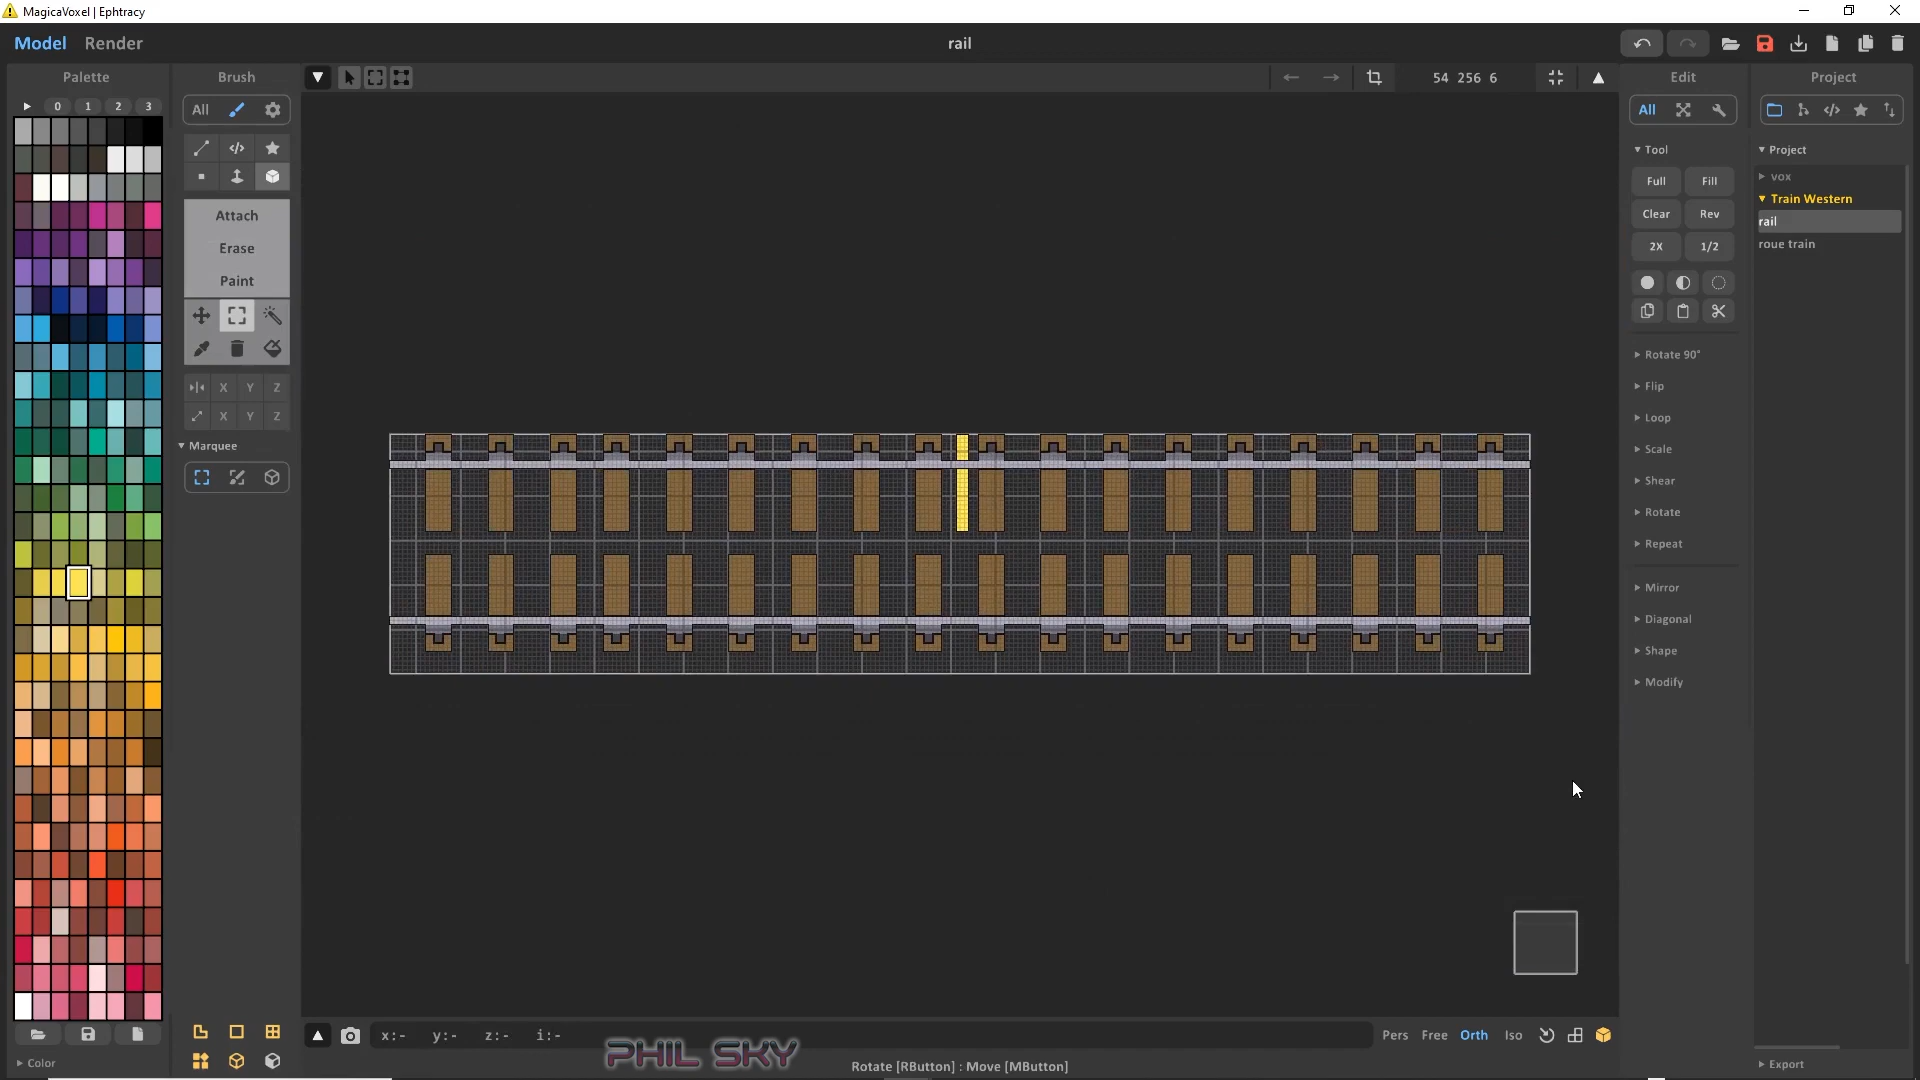 MagicaVoxel | Ephtracy
Model Render
rail
Palette
Brush
54 256 6
Edit
Project
0 1 2 3
All
All
Tool
Project
Full Fill
vox
Clear Rev
Train Western
rail
2X 1/2
roue train
Attach
Erase
Paint
X Y Z
X Y Z
Marquee
Rotate 90°
Flip
Loop
Scale
Shear
Rotate
Repeat
Mirror
Diagonal
Shape
Modify
x:- y:- z:- i:-
Pers Free Orth Iso
PHIL SKY
Color
Rotate [RButton] : Move [MButton]
Export